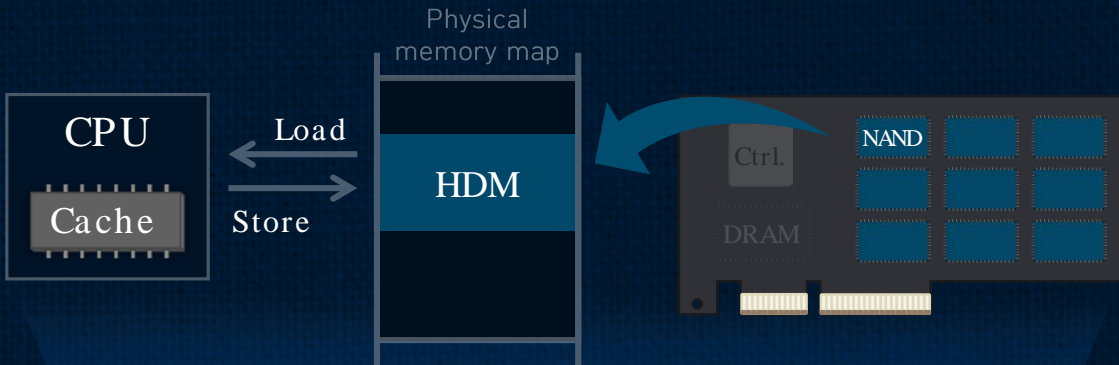 Physical
memory map
CPU
Cache
Load
Store
HDM
Ctrl.
DRAM
NAND